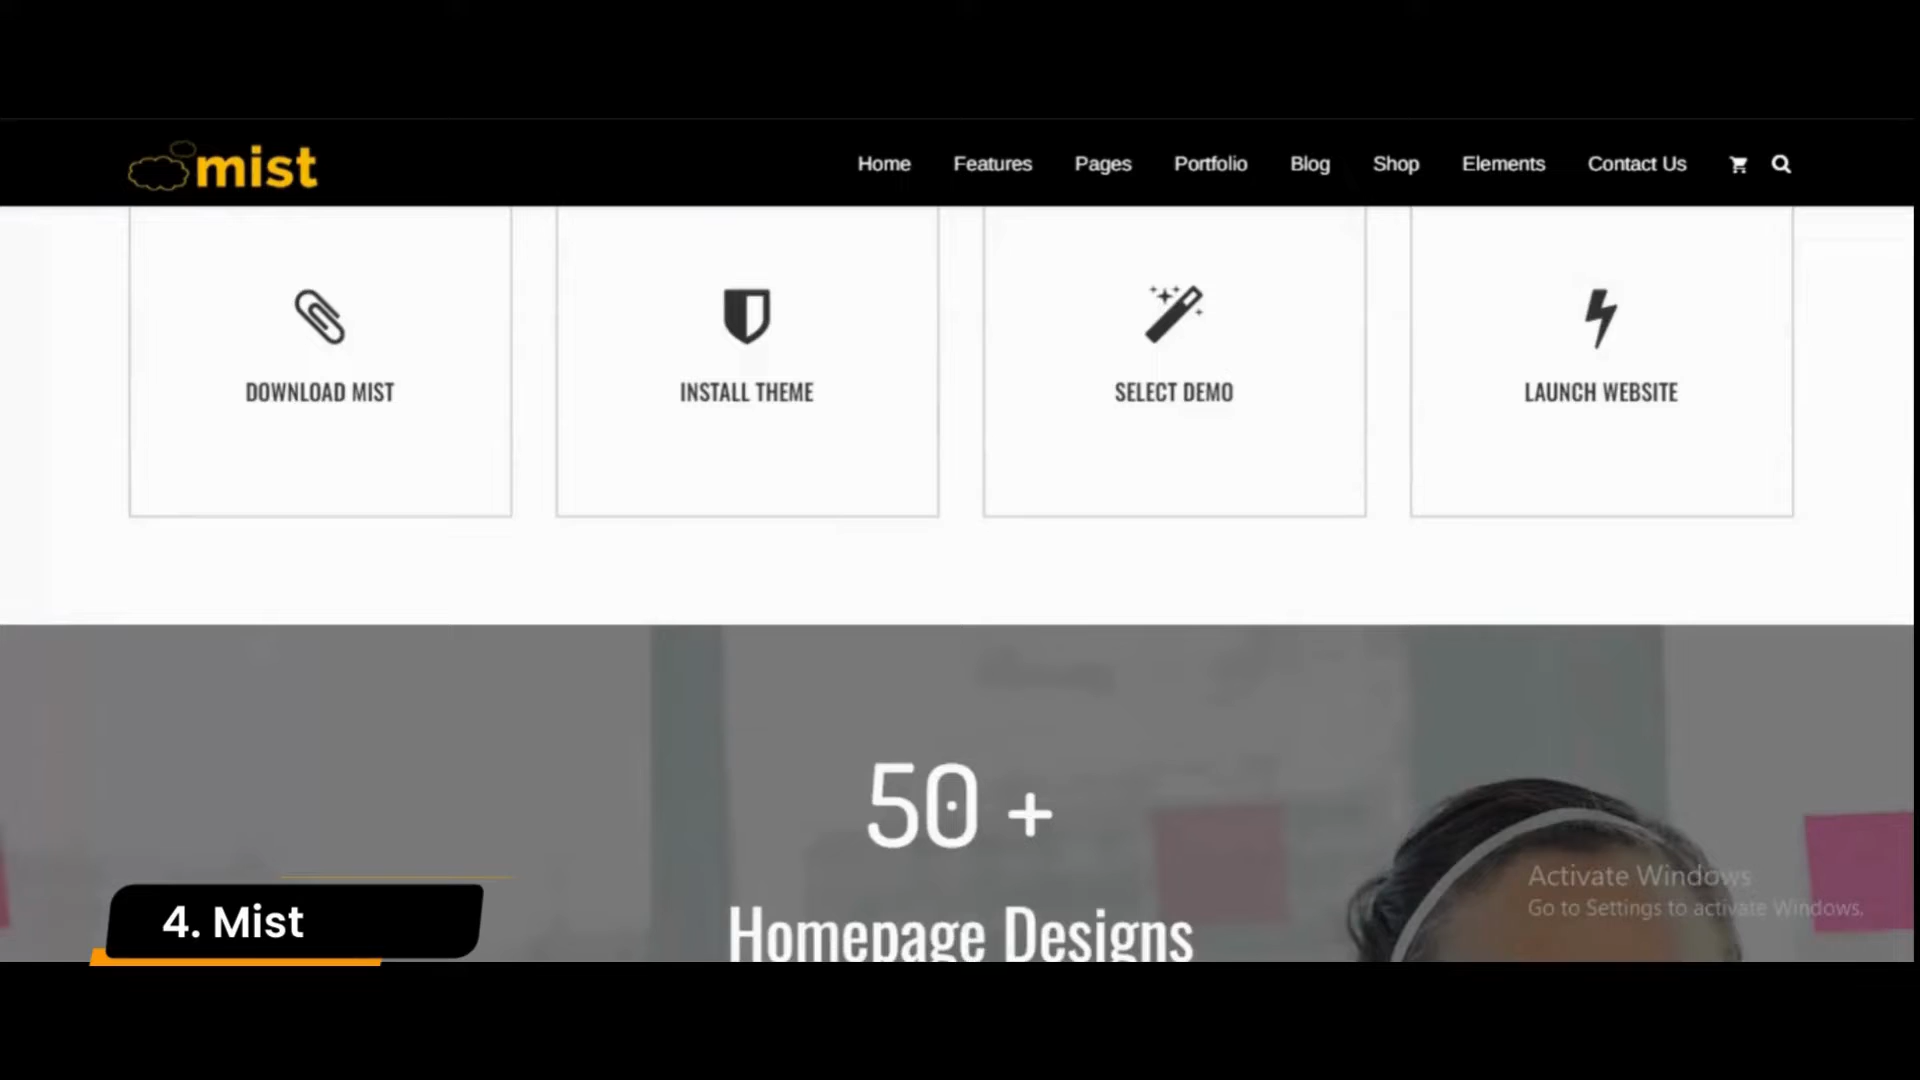 mist
Home Features Pages Portfolio Blog Shop Elements Contact Us
DOWNLOAD MIST
INSTALL THEME
SELECT DEMO
LAUNCH WEBSITE
50 +
Homepage Designs
Activate Windows
Go to Settings to activate Windows.
4. Mist